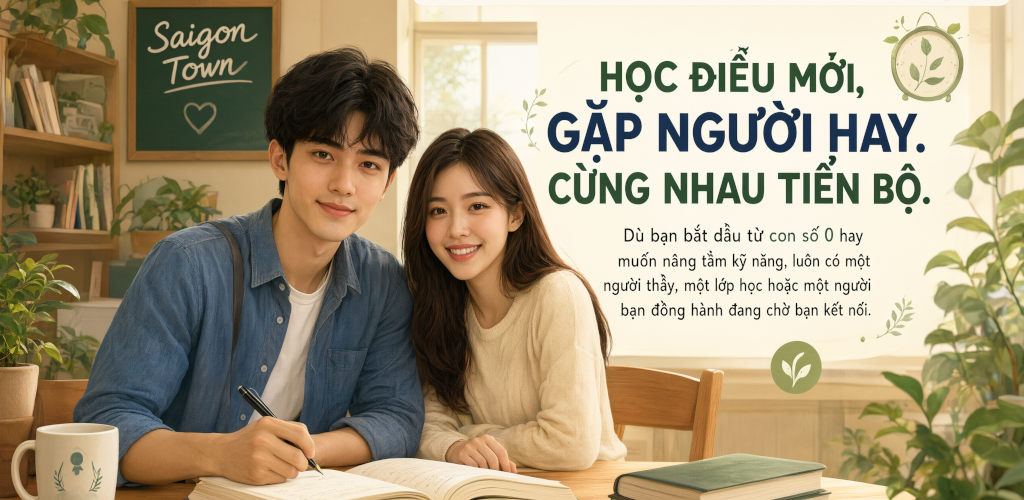 Saigon
Town
HỌC ĐIỄU MỚI,
GẶP NGƯỜI HAY.
CÙNG NHAU TIẾN BỘ.
Dù bạn bắt dầu từ con số 0 hay
muốn nâng tầm kỹ năng, luôn có một
người thầy, một lớp học hoặc một người
bạn đồng hành đang chờ bạn kết nối.